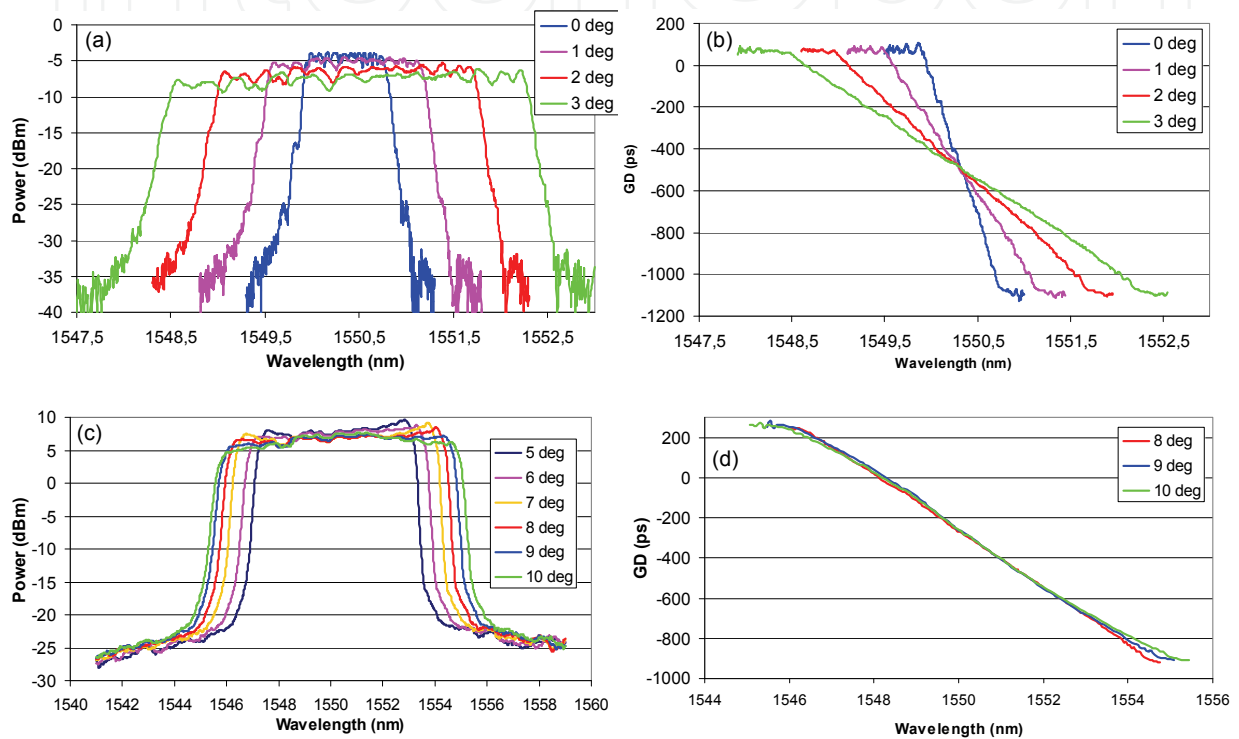 (a)
0 deg
1 deg
2 deg
3 deg
Power (dBm)
0
-5
-10
-15
-20
-25
-30
-35
-40
1547,5 1548,5 1549,5 1550,5 1551,5 1552,5
Wavelength (nm)
(b)
0 deg
1 deg
2 deg
3 deg
GD (ps)
200
0
-200
-400
-600
-800
-1000
-1200
1547,5 1548,5 1549,5 1550,5 1551,5 1552,5
Wavelength (nm)
(c)
5 deg
6 deg
7 deg
8 deg
9 deg
10 deg
Power (dBm)
10
5
0
-5
-10
-15
-20
-25
-30
1540 1542 1544 1546 1548 1550 1552 1554 1556 1558 1560
Wavelength (nm)
(d)
8 deg
9 deg
10 deg
GD (ps)
200
0
-200
-400
-600
-800
-1000
1544 1546 1548 1550 1552 1554 1556
Wavelength (nm)